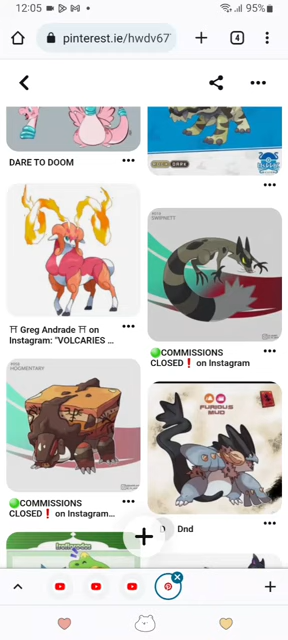 12:05
95%
pinterest.ie/hwdv67
4
DARE TO DOOM
SWIPNETT
⛩ Greg Andrade ⛩ on
Instagram: "VOLCARIES ...
🟢COMMISSIONS
CLOSED❗ on Instagram
HOGMENTARY
FURIOUS
MUD
🟢COMMISSIONS
CLOSED❗ on Instagram...
Dnd